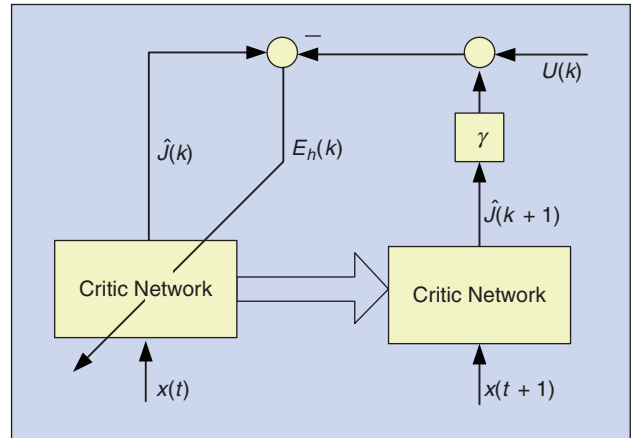 −
U(k)
Ĵ(k)
E_h(k)
γ
Ĵ(k + 1)
Critic Network
Critic Network
x(t)
x(t + 1)